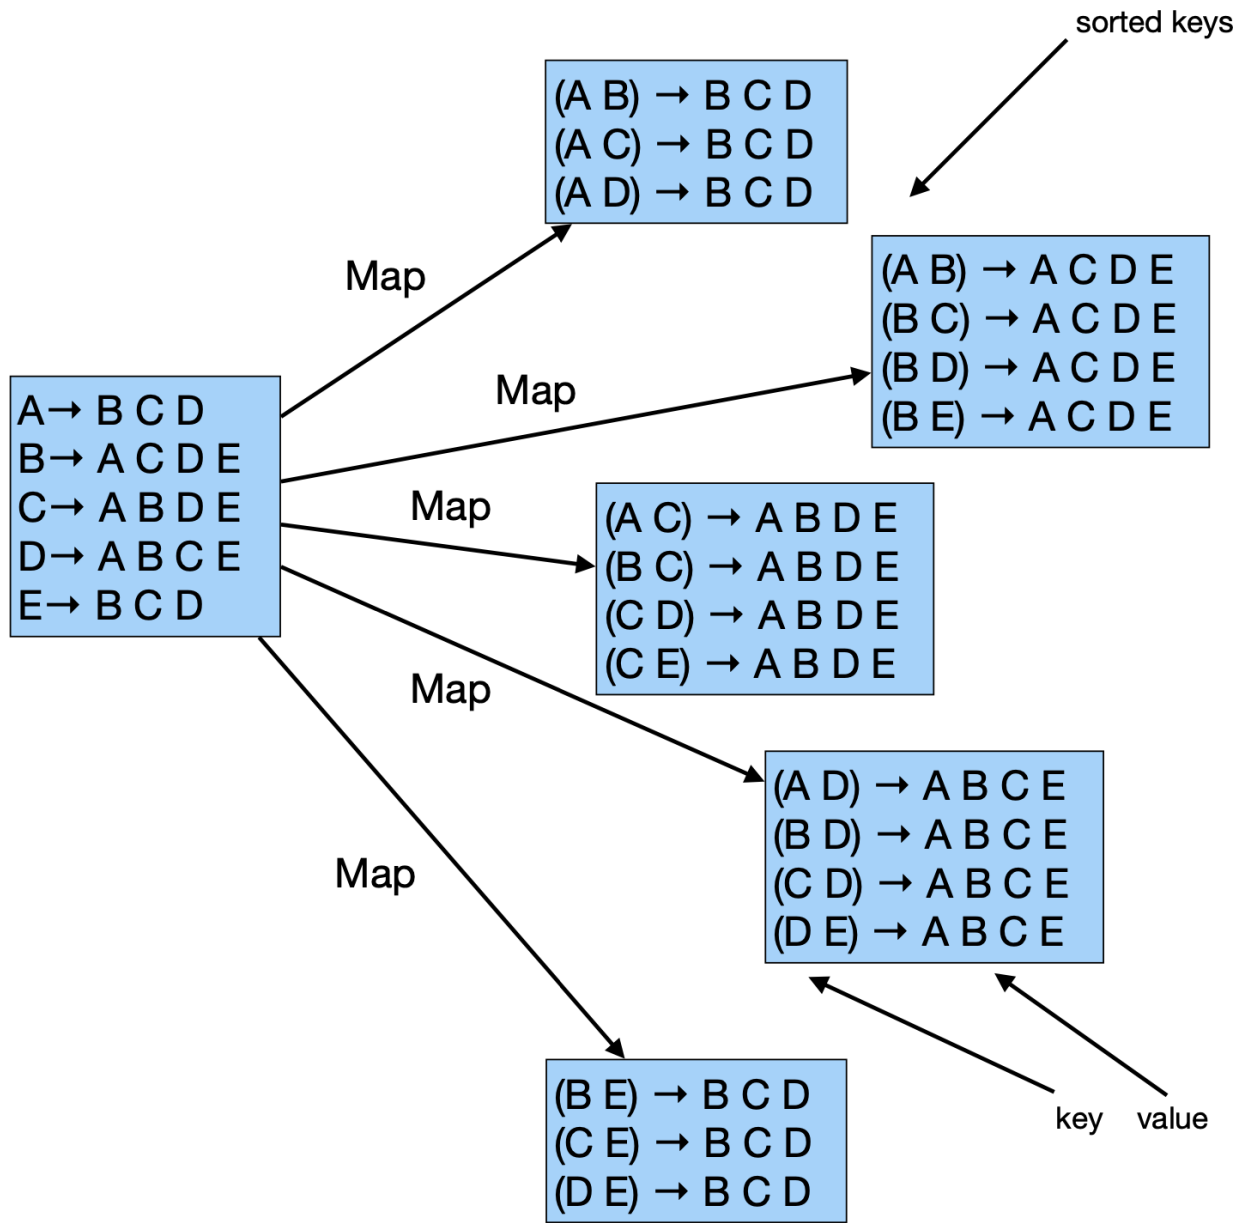 sorted keys
(A B) → B C D
(A C) → B C D
(A D) → B C D
Map
(A B) → A C D E
(B C) → A C D E
(B D) → A C D E
(B E) → A C D E
Map
A→ B C D
B→ A C D E
C→ A B D E
D→ A B C E
E→ B C D
Map
(A C) → A B D E
(B C) → A B D E
(C D) → A B D E
(C E) → A B D E
Map
(A D) → A B C E
(B D) → A B C E
(C D) → A B C E
(D E) → A B C E
Map
(B E) → B C D
(C E) → B C D
(D E) → B C D
key
value